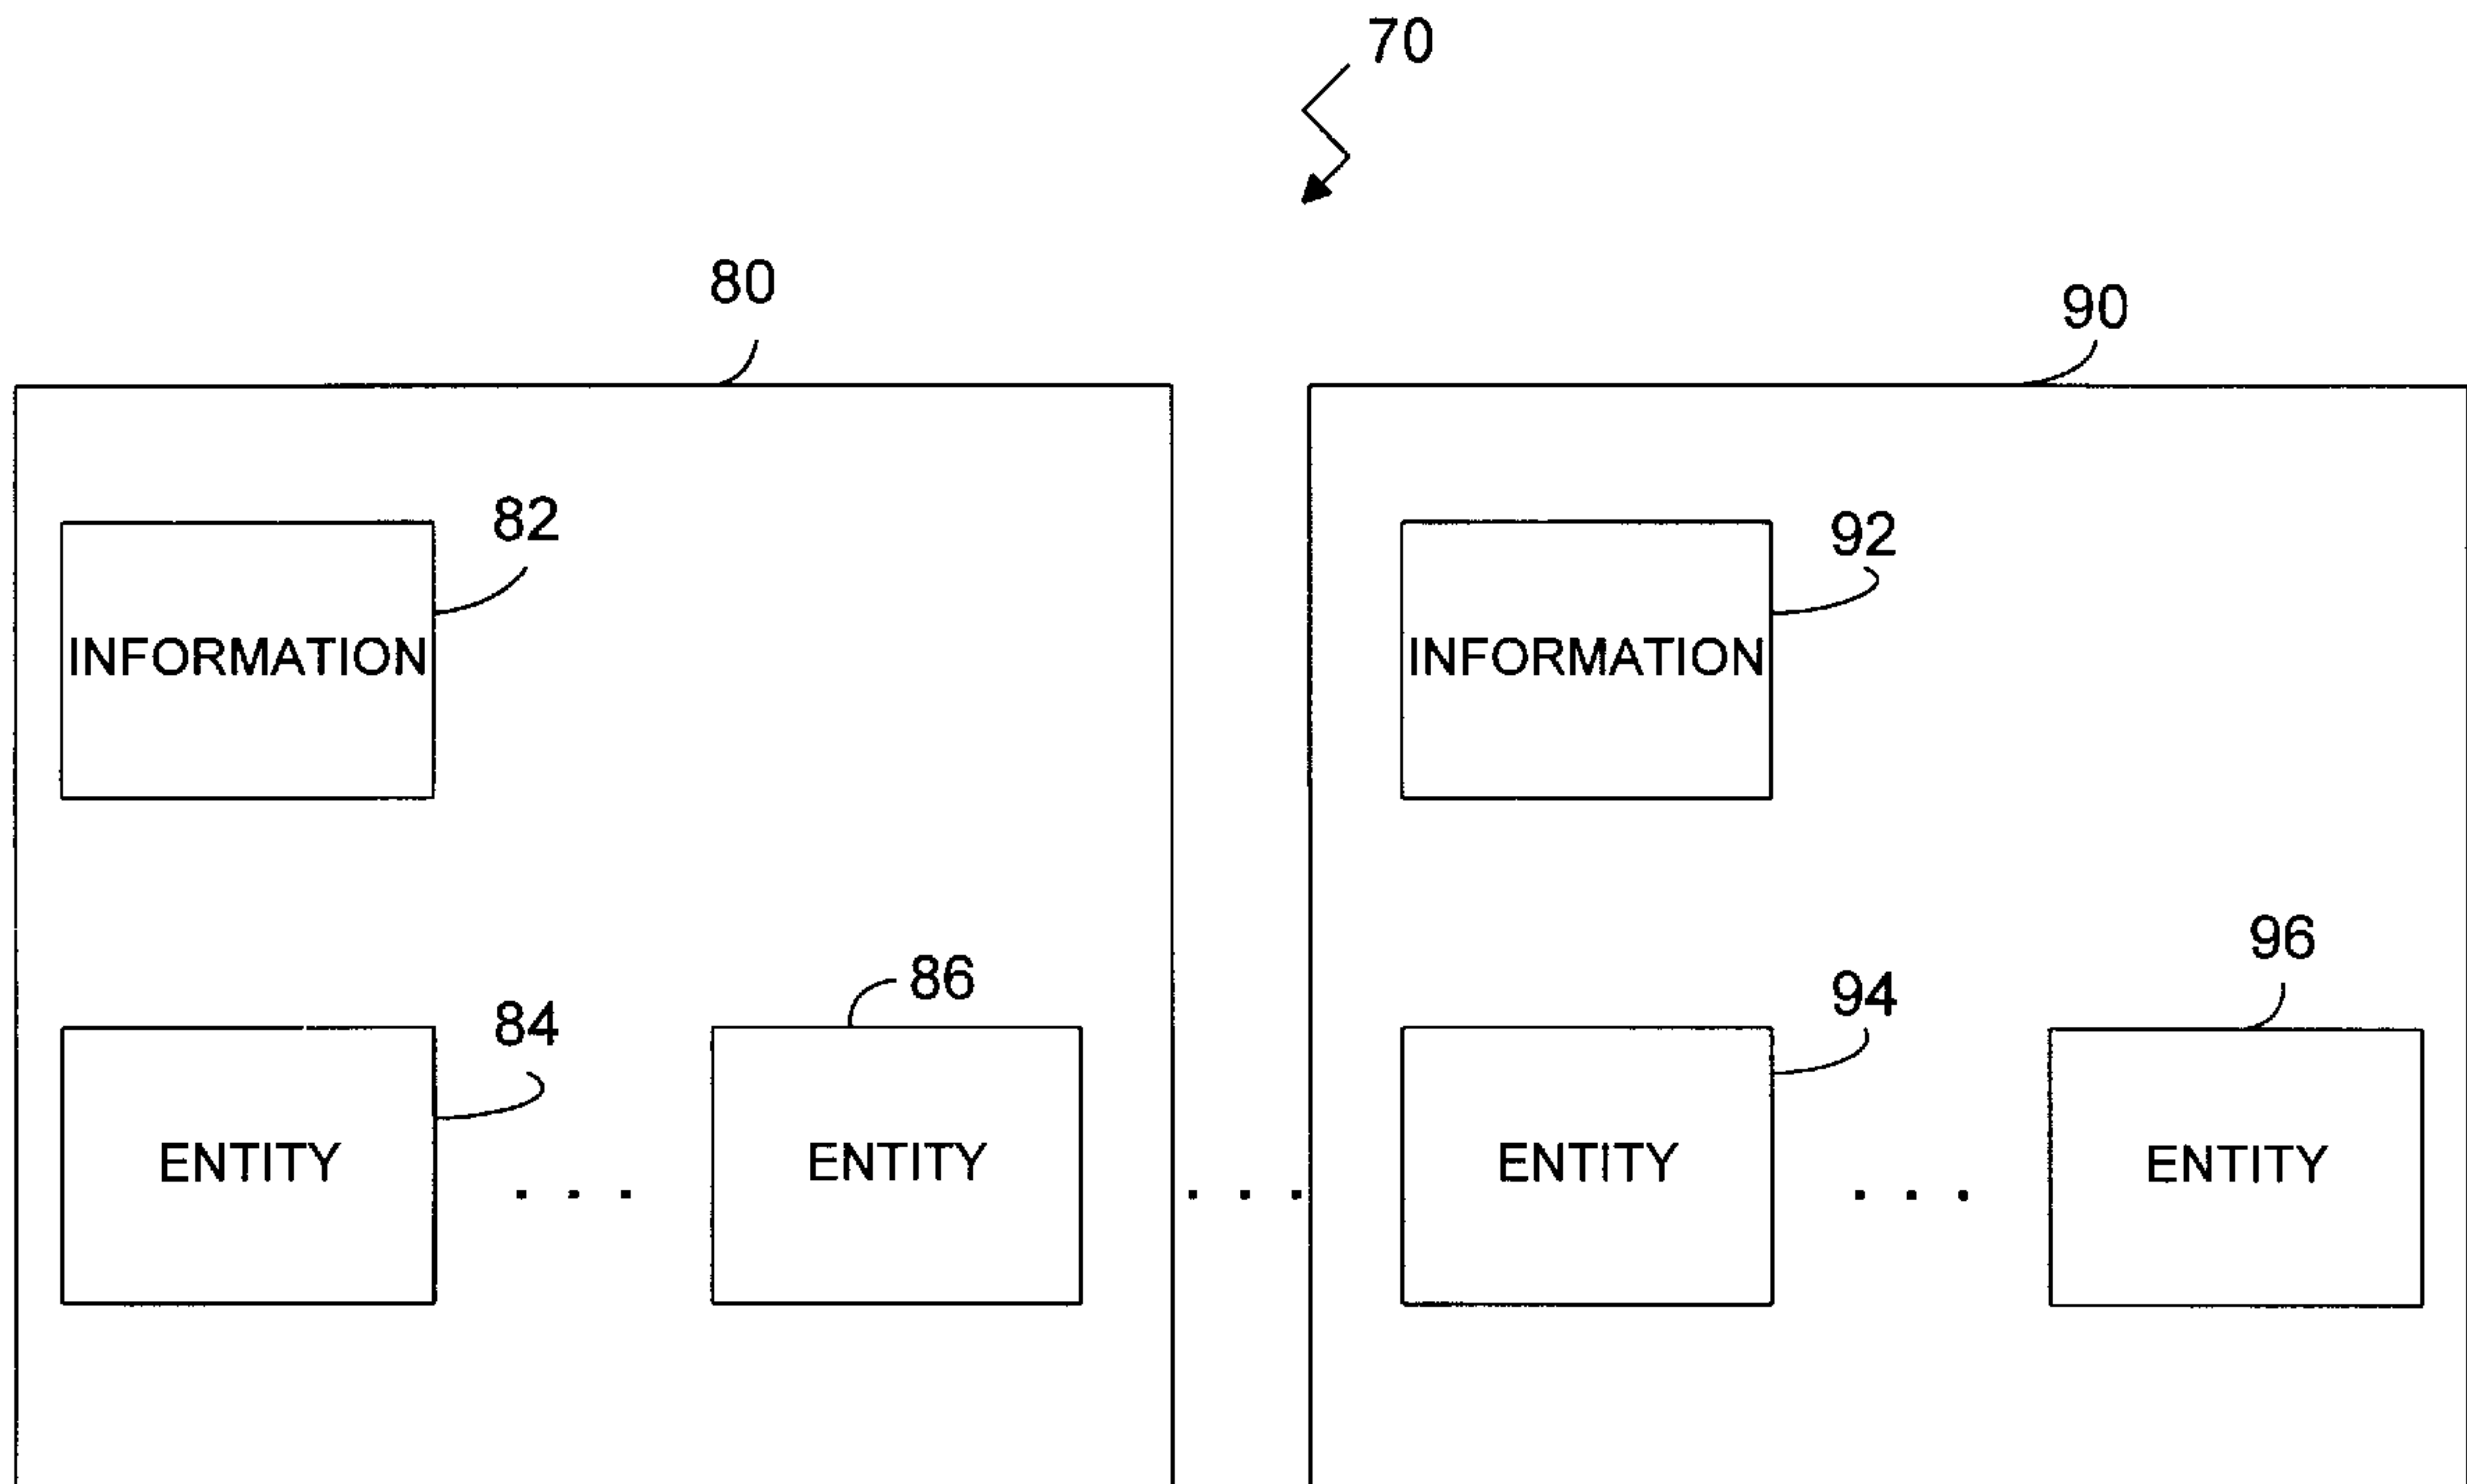 70
80
90
82
92
INFORMATION
INFORMATION
86
96
84
94
ENTITY
ENTITY
ENTITY
ENTITY
. . .
. . .
. . .